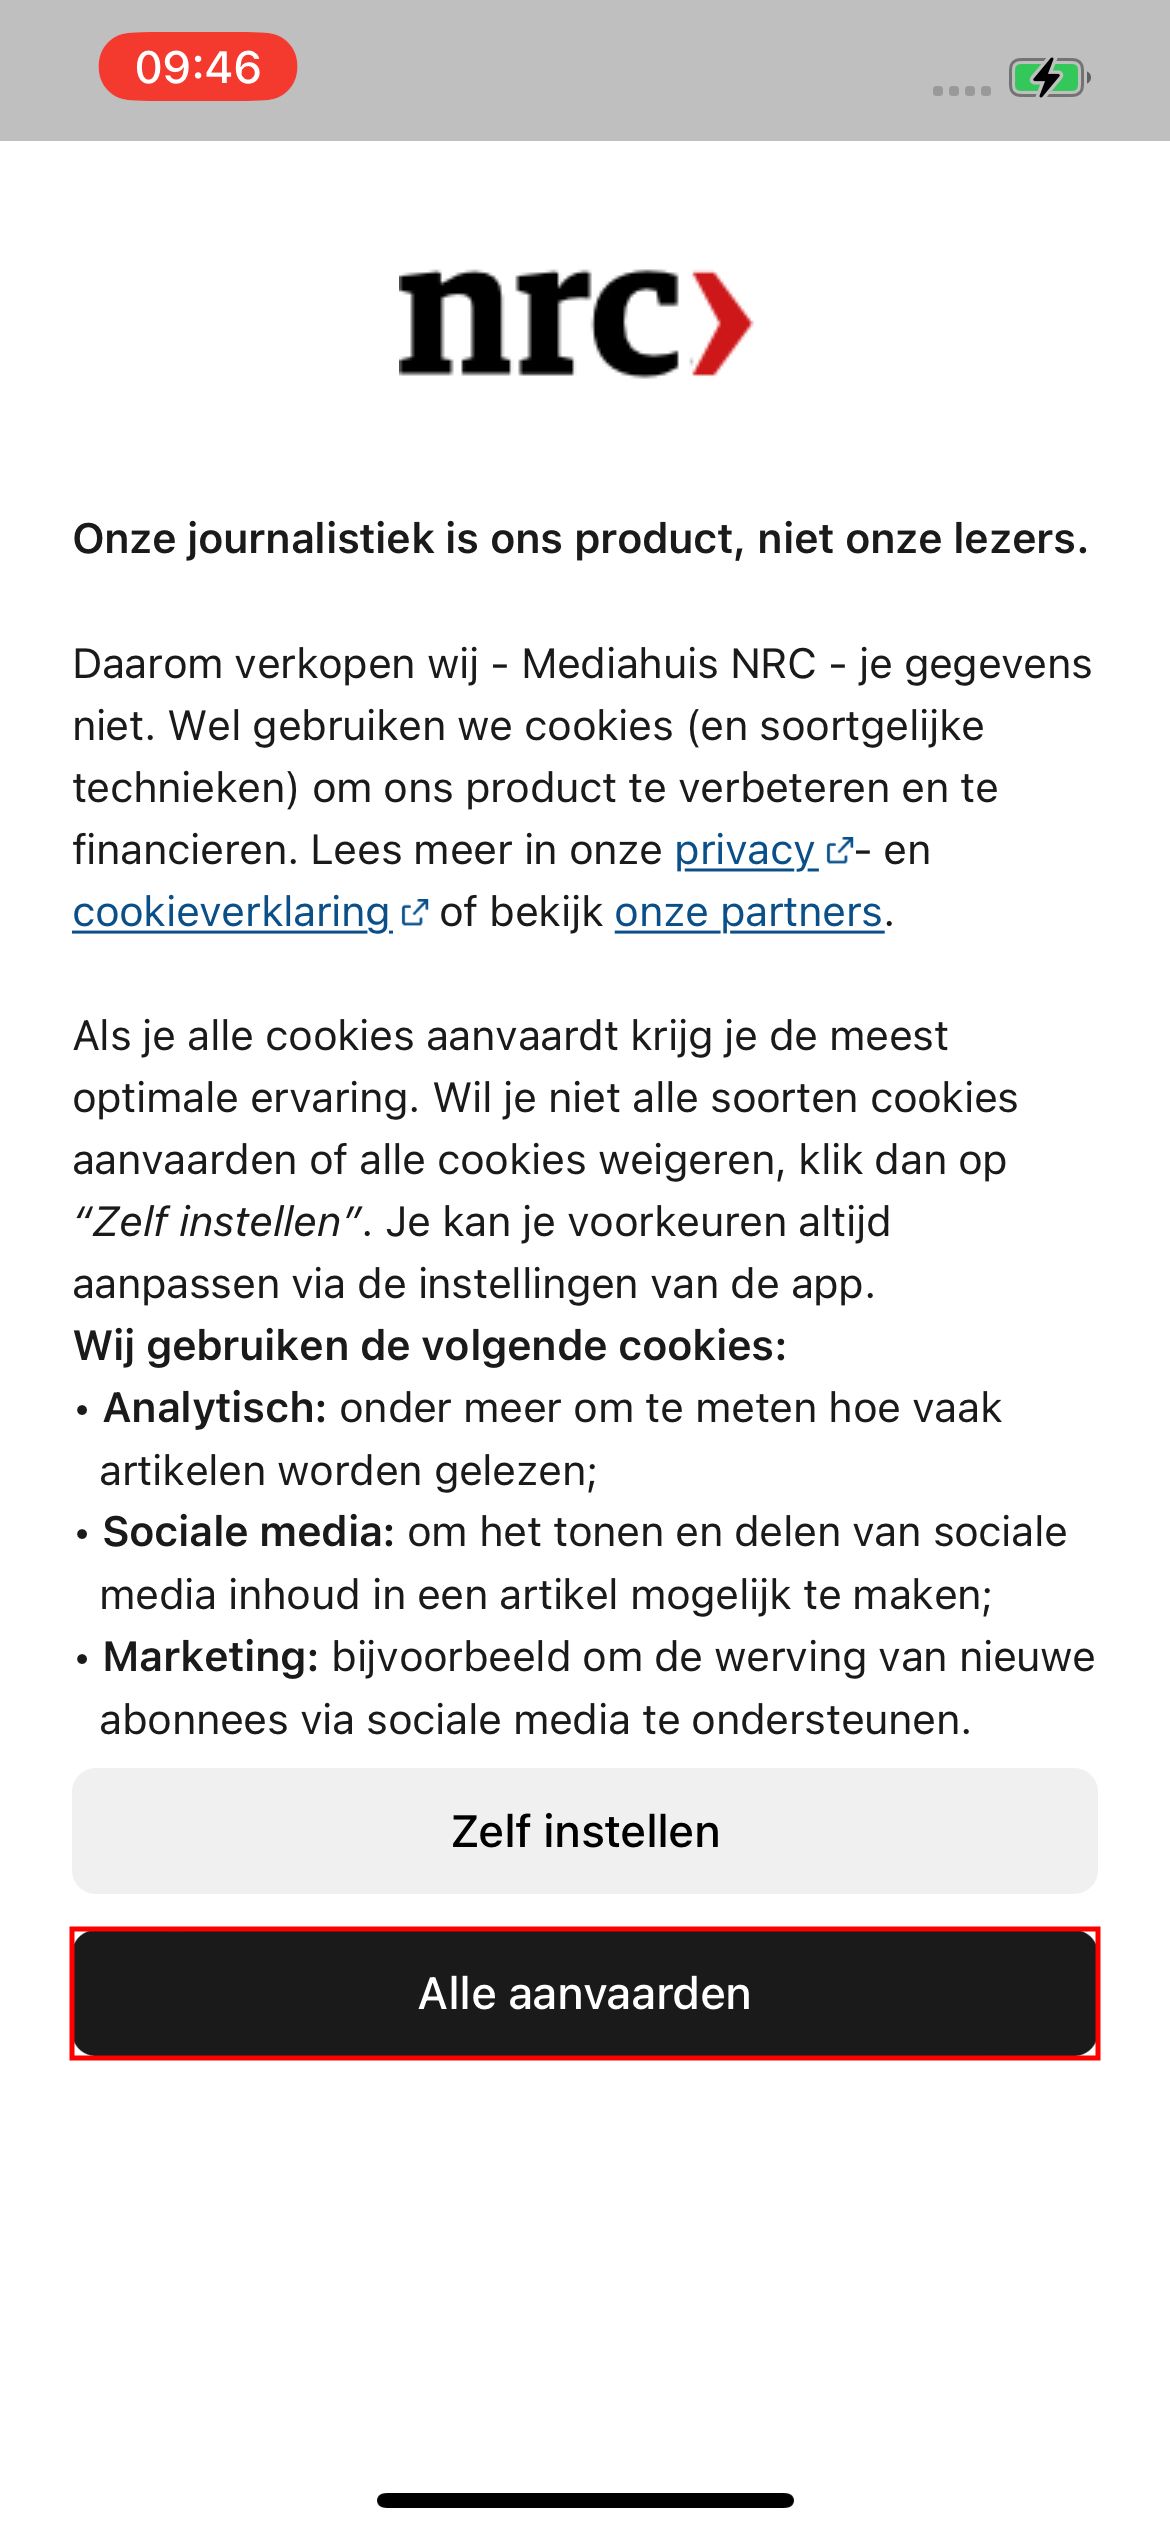 09:46
nrc
Onze journalistiek is ons product, niet onze lezers.
Daarom verkopen wij - Mediahuis NRC - je gegevens
niet. Wel gebruiken we cookies (en soortgelijke
technieken) om ons product te verbeteren en te
financieren. Lees meer in onze privacy - en
cookieverklaring of bekijk onze partners.
Als je alle cookies aanvaardt krijg je de meest
optimale ervaring. Wil je niet alle soorten cookies
aanvaarden of alle cookies weigeren, klik dan op
“Zelf instellen”. Je kan je voorkeuren altijd
aanpassen via de instellingen van de app.
Wij gebruiken de volgende cookies:
• Analytisch: onder meer om te meten hoe vaak
artikelen worden gelezen;
• Sociale media: om het tonen en delen van sociale
media inhoud in een artikel mogelijk te maken;
• Marketing: bijvoorbeeld om de werving van nieuwe
abonnees via sociale media te ondersteunen.
Zelf instellen
Alle aanvaarden